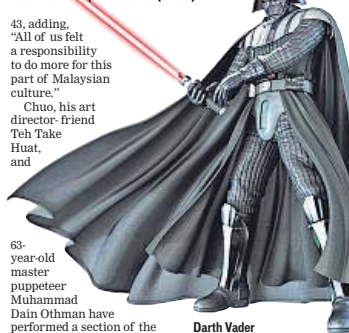 43, adding,
“All of us felt
a responsibility
to do more for this
part of Malaysian
culture.”
Chuo, his art
director- friend
Teh Take
Huat,
and
63-
year-old
master
puppeteer
Muhammad
Dain Othman have
performed a section of the
Darth Vader